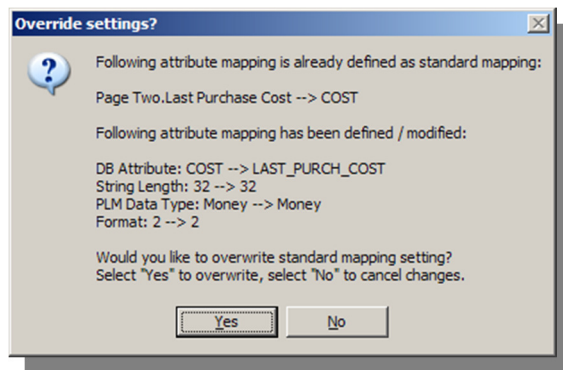 Override settings?
Following attribute mapping is already defined as standard mapping:
Page Two.Last Purchase Cost --> COST
Following attribute mapping has been defined / modified:
DB Attribute: COST --> LAST_PURCH_COST
String Length: 32 --> 32
PLM Data Type: Money --> Money
Format: 2 --> 2
Would you like to overwrite standard mapping setting?
Select "Yes" to overwrite, select "No" to cancel changes.
Yes No